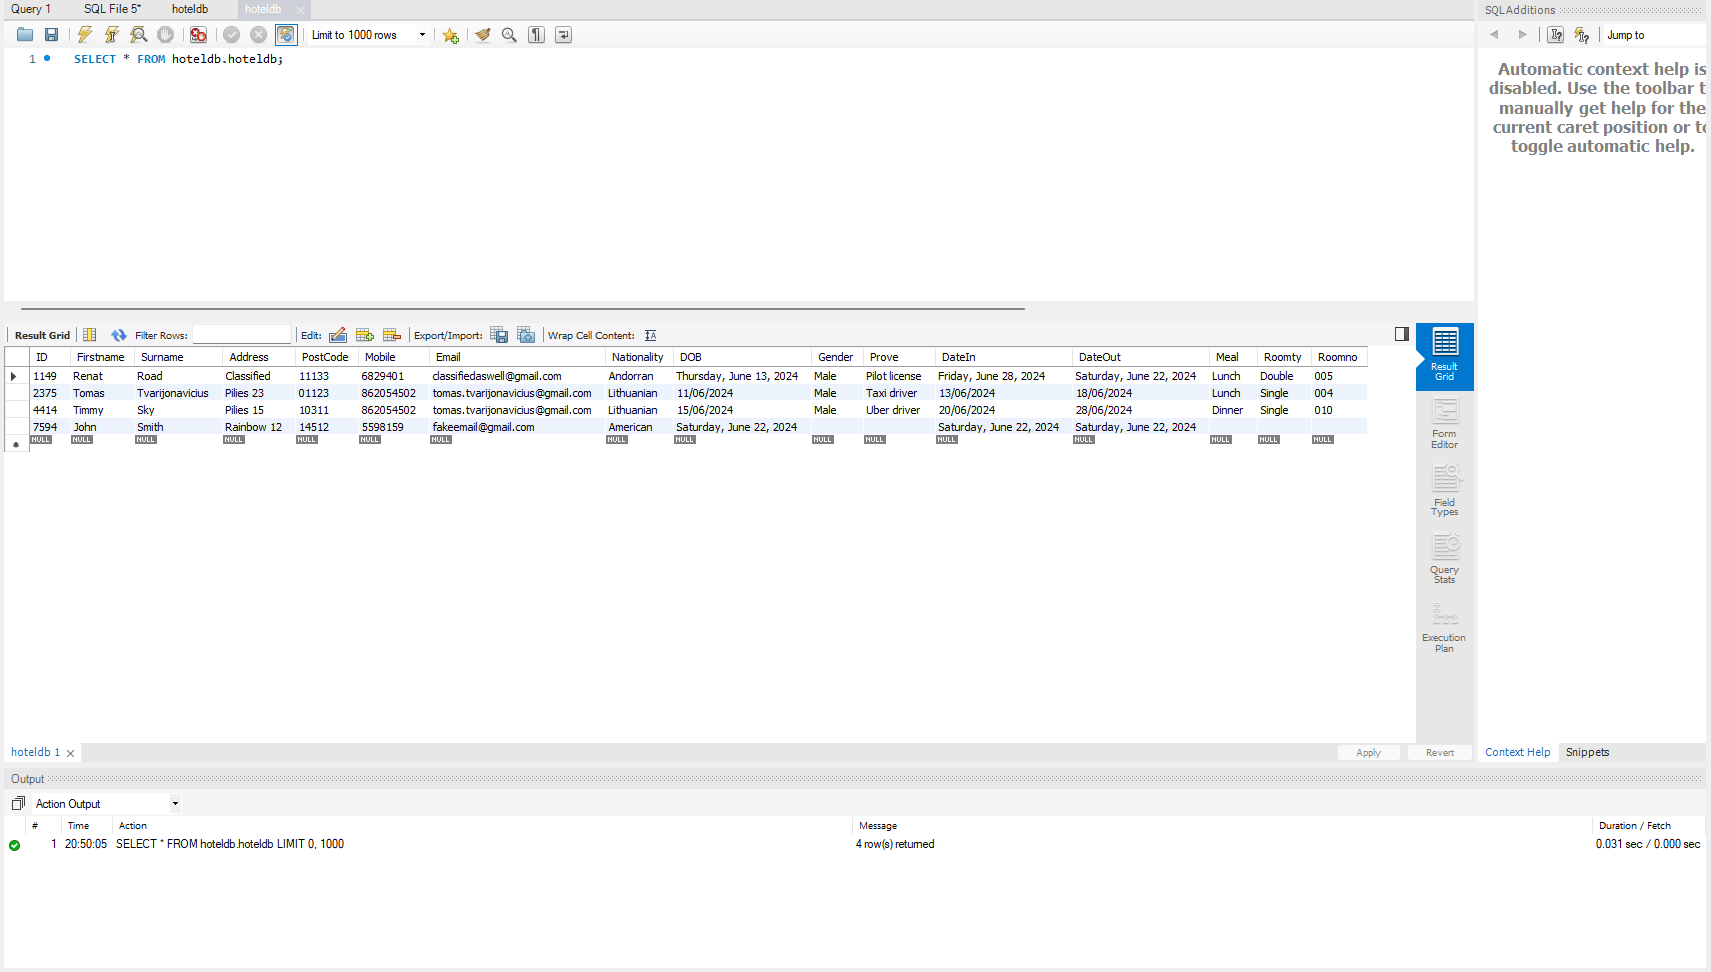 Query 1 SQL File 5* hoteldb hoteldb
Limit to 1000 rows
1 SELECT * FROM hoteldb.hoteldb;
SQLAdditions
Jump to
Automatic context help is
disabled. Use the toolbar t
manually get help for the
current caret position or to
toggle automatic help.
Result Grid Filter Rows: Edit: Export/Import: Wrap Cell Content:
ID Firstname Surname Address PostCode Mobile Email Nationality DOB Gender Prove DateIn DateOut Meal Roomty Roomno
1149 Renat Road Classified 11133 6829401 classifiedaswell@gmail.com Andorran Thursday, June 13, 2024 Male Pilot license Friday, June 28, 2024 Saturday, June 22, 2024 Lunch Double 005
2375 Tomas Tvarijonavicius Pilies 23 01123 862054502 tomas.tvarijonavicius@gmail.com Lithuanian 11/06/2024 Male Taxi driver 13/06/2024 18/06/2024 Lunch Single 004
4414 Timmy Sky Pilies 15 10311 862054502 tomas.tvarijonavicius@gmail.com Lithuanian 15/06/2024 Male Uber driver 20/06/2024 28/06/2024 Dinner Single 010
7594 John Smith Rainbow 12 14512 5598159 fakeemail@gmail.com American Saturday, June 22, 2024 Saturday, June 22, 2024 Saturday, June 22, 2024
NULL NULL NULL NULL NULL NULL NULL NULL NULL NULL NULL NULL NULL NULL NULL NULL
Result
Grid
Form
Editor
Field
Types
Query
Stats
Execution
Plan
hoteldb 1 Apply Revert
Context Help Snippets
Output
Action Output
# Time Action Message Duration / Fetch
1 20:50:05 SELECT * FROM hoteldb.hoteldb LIMIT 0, 1000 4 row(s) returned 0.031 sec / 0.000 sec